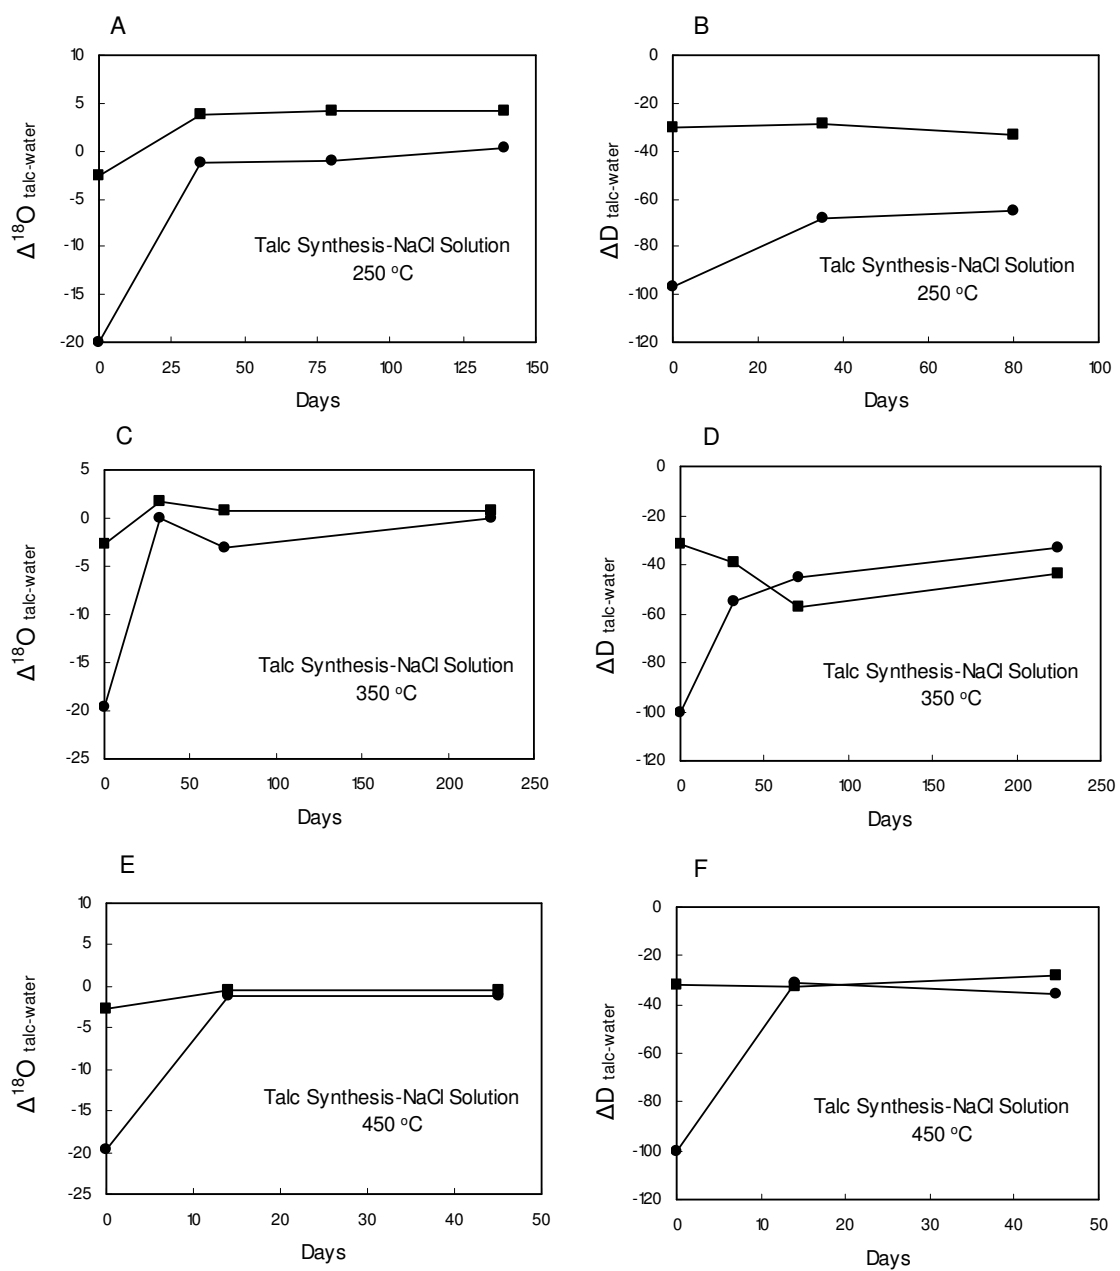 A
10
5
0
-5
-10
-15
-20
Δ18O talc-water
Talc Synthesis-NaCl Solution
250 oC
0 25 50 75 100 125 150
Days
B
0
-20
-40
-60
-80
-100
-120
ΔD talc-water
Talc Synthesis-NaCl Solution
250 oC
0 20 40 60 80 100
Days
C
5
0
-5
-10
-15
-20
-25
Δ18O talc-water
Talc Synthesis-NaCl Solution
350 oC
0 50 100 150 200 250
Days
D
0
-20
-40
-60
-80
-100
-120
ΔD talc-water
Talc Synthesis-NaCl Solution
350 oC
0 50 100 150 200 250
Days
E
10
5
0
-5
-10
-15
-20
-25
Δ18O talc-water
Talc Synthesis-NaCl Solution
450 oC
0 10 20 30 40 50
Days
F
0
-20
-40
-60
-80
-100
-120
ΔD talc-water
Talc Synthesis-NaCl Solution
450 oC
0 10 20 30 40 50
Days